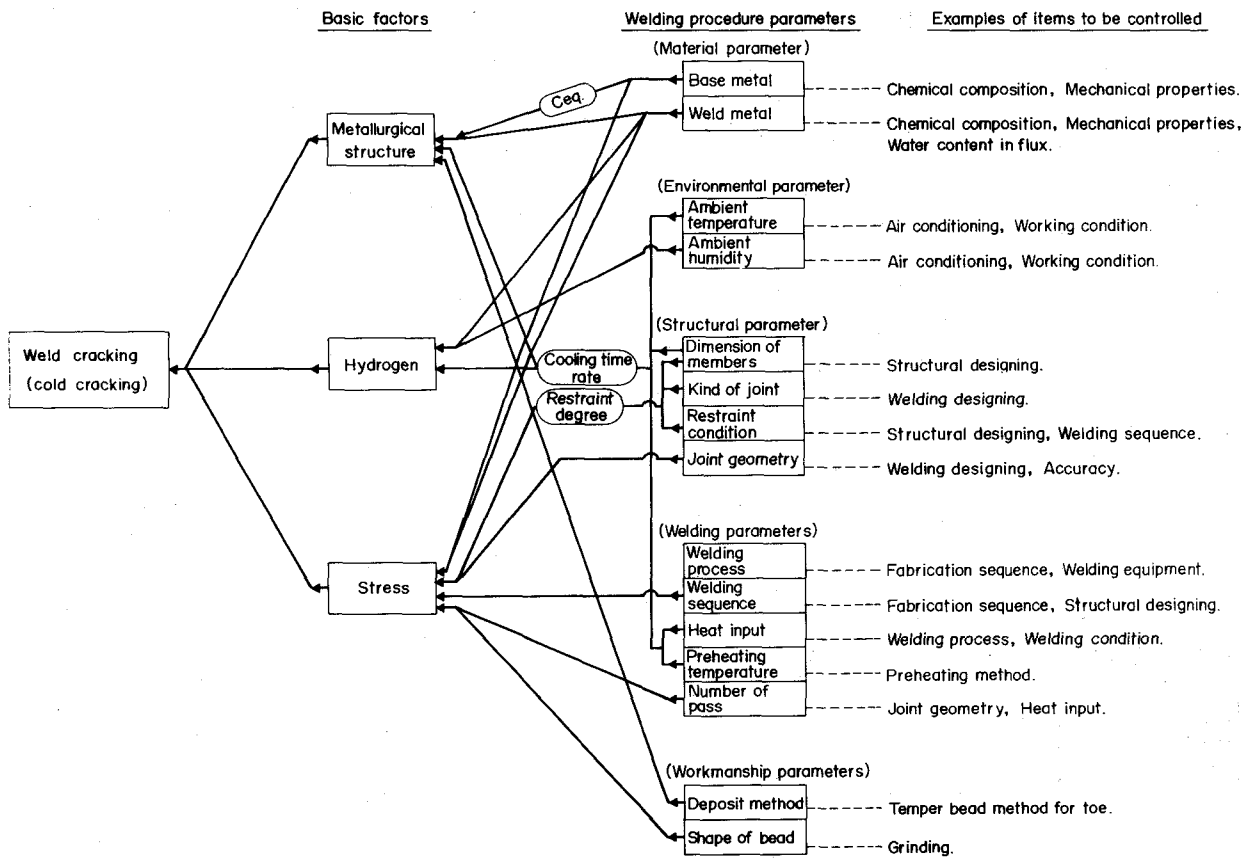 Basic factors
Welding procedure parameters
Examples of items to be controlled
(Material parameter)
Base metal
Chemical composition, Mechanical properties.
Ceq.
Weld metal
Chemical composition, Mechanical properties,
Water content in flux.
Metallurgical
structure
(Environmental parameter)
Ambient
temperature
Air conditioning, Working condition.
Ambient
humidity
Air conditioning, Working condition.
(Structural parameter)
Weld cracking
(cold cracking)
Hydrogen
Cooling time
rate
Dimension of
members
Structural designing.
Restraint
degree
Kind of joint
Welding designing.
Restraint
condition
Structural designing, Welding sequence.
Joint geometry
Welding designing, Accuracy.
(Welding parameters)
Stress
Welding
process
Fabrication sequence, Welding equipment.
Welding
sequence
Fabrication sequence, Structural designing.
Heat input
Welding process, Welding condition.
Preheating
temperature
Preheating method.
Number of
pass
Joint geometry, Heat input.
(Workmanship parameters)
Deposit method
Temper bead method for toe.
Shape of bead
Grinding.